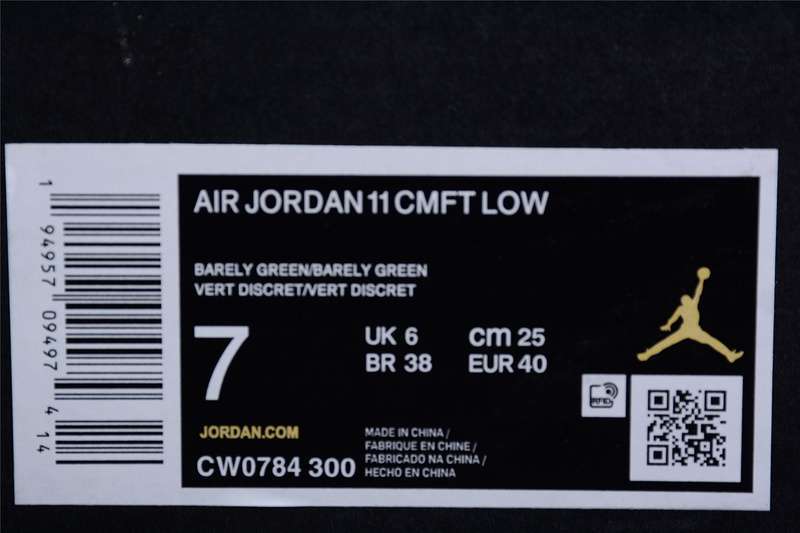 AIR JORDAN 11 CMFT LOW
BARELY GREEN/BARELY GREEN
VERT DISCRET/VERT DISCRET
7
UK 6 cm 25
BR 38 EUR 40
RFID
JORDAN.COM
CW0784 300
MADE IN CHINA /
FABRIQUE EN CHINE /
FABRICADO NA CHINA /
HECHO EN CHINA
1 94957 09497 4 14